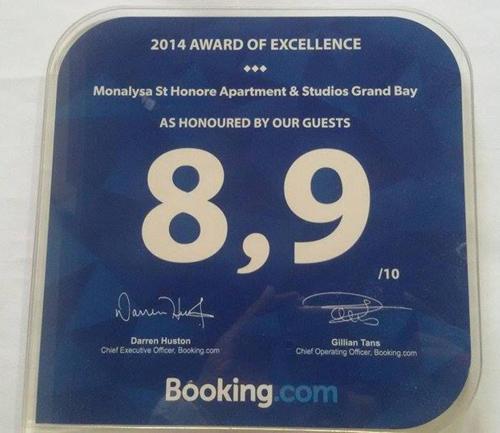 2014 AWARD OF EXCELLENCE
Monalysa St Honore Apartment & Studios Grand Bay
AS HONOURED BY OUR GUESTS
8,9
/10
Darren Huston
Chief Executive Officer, Booking.com
Gillian Tans
Chief Operating Officer, Booking.com
Booking.com